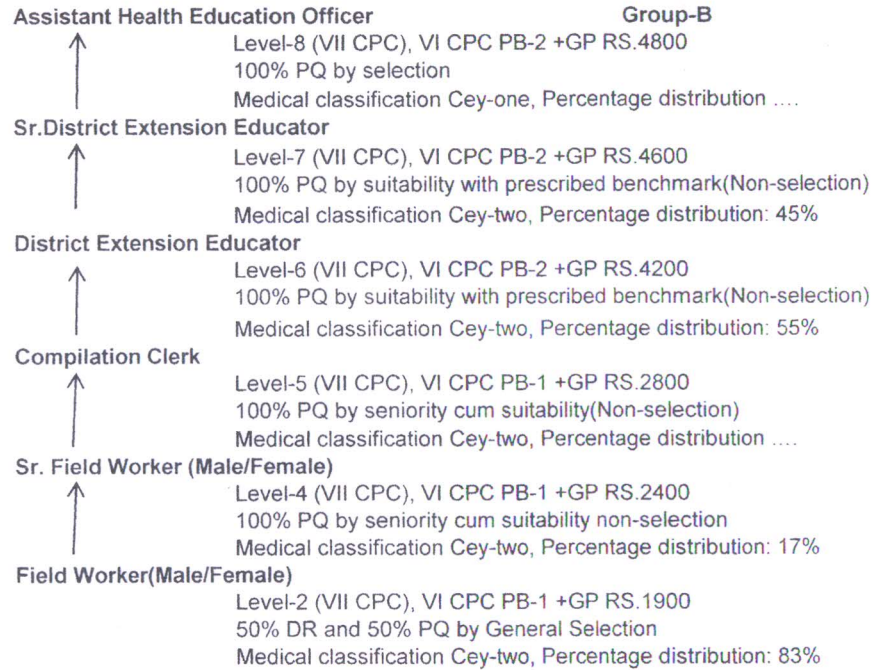 Assistant Health Education Officer Group-B
Level-8 (VII CPC), VI CPC PB-2 +GP RS.4800
100% PQ by selection
Medical classification Cey-one, Percentage distribution ....
Sr.District Extension Educator
Level-7 (VII CPC), VI CPC PB-2 +GP RS.4600
100% PQ by suitability with prescribed benchmark(Non-selection)
Medical classification Cey-two, Percentage distribution: 45%
District Extension Educator
Level-6 (VII CPC), VI CPC PB-2 +GP RS.4200
100% PQ by suitability with prescribed benchmark(Non-selection)
Medical classification Cey-two, Percentage distribution: 55%
Compilation Clerk
Level-5 (VII CPC), VI CPC PB-1 +GP RS.2800
100% PQ by seniority cum suitability(Non-selection)
Medical classification Cey-two, Percentage distribution ....
Sr. Field Worker (Male/Female)
Level-4 (VII CPC), VI CPC PB-1 +GP RS.2400
100% PQ by seniority cum suitability non-selection
Medical classification Cey-two, Percentage distribution: 17%
Field Worker(Male/Female)
Level-2 (VII CPC), VI CPC PB-1 +GP RS.1900
50% DR and 50% PQ by General Selection
Medical classification Cey-two, Percentage distribution: 83%